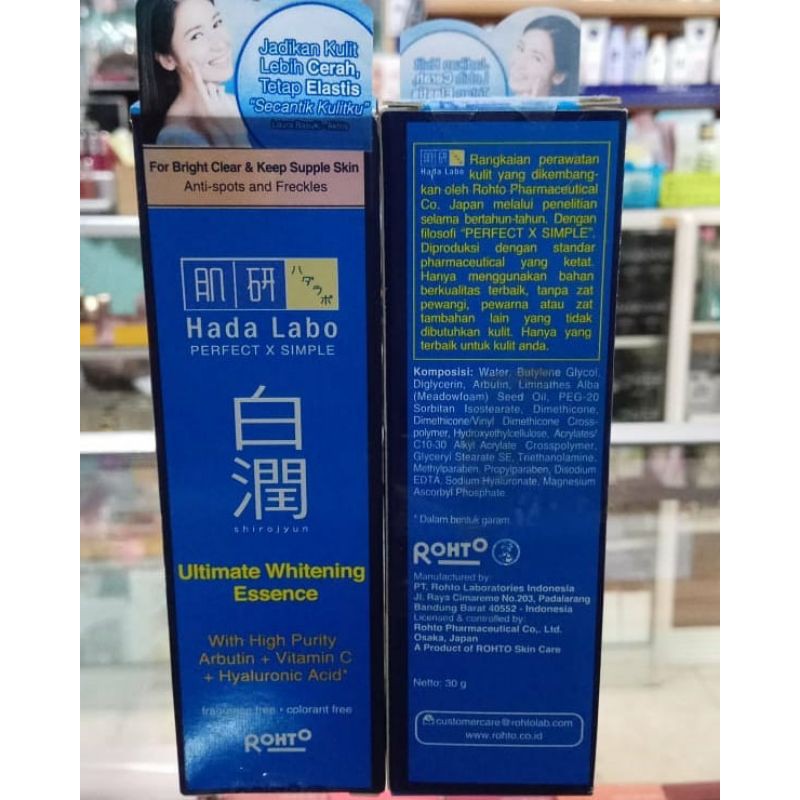 Jadikan Kulit
Lebih Cerah,
Tetap Elastis
"Secantik Kulitku"
For Bright Clear & Keep Supple Skin
Anti-spots and Freckles
肌研
ハダラボ
Hada Labo
PERFECT X SIMPLE
白潤
shirojyun
Ultimate Whitening
Essence
With High Purity
Arbutin + Vitamin C
+ Hyaluronic Acid*
fragrance free • colorant free
ROHTO
肌研
Hada Labo
Rangkaian perawatan
kulit yang dikembang-
kan oleh Rohto Pharmaceutical
Co. Japan melalui penelitian
selama bertahun-tahun. Dengan
filosofi "PERFECT X SIMPLE".
Diproduksi dengan standar
pharmaceutical yang ketat.
Hanya menggunakan bahan
berkualitas terbaik, tanpa zat
pewangi, pewarna atau zat
tambahan lain yang tidak
dibutuhkan kulit. Hanya yang
terbaik untuk kulit anda.
Komposisi: Water, Butylene Glycol,
Diglycerin, Arbutin, Limnathes Alba
(Meadowfoam) Seed Oil, PEG-20
Sorbitan Isostearate, Dimethicone,
Dimethicone/Vinyl Dimethicone Cross-
polymer, Hydroxyethylcellulose, Acrylates/
C10-30 Alkyl Acrylate Crosspolymer,
Glyceryl Stearate SE, Triethanolamine,
Methylparaben, Propylparaben, Disodium
EDTA, Sodium Hyaluronate, Magnesium
Ascorbyl Phosphate.
* Dalam bentuk garam
ROHTO
Manufactured by:
PT. Rohto Laboratories Indonesia
Jl. Raya Cimareme No.203, Padalarang
Bandung Barat 40552 - Indonesia
Licensed & controlled by:
Rohto Pharmaceutical Co,. Ltd.
Osaka, Japan
A Product of ROHTO Skin Care
Netto: 30 g
customercare@rohtolab.com
www.rohto.co.id